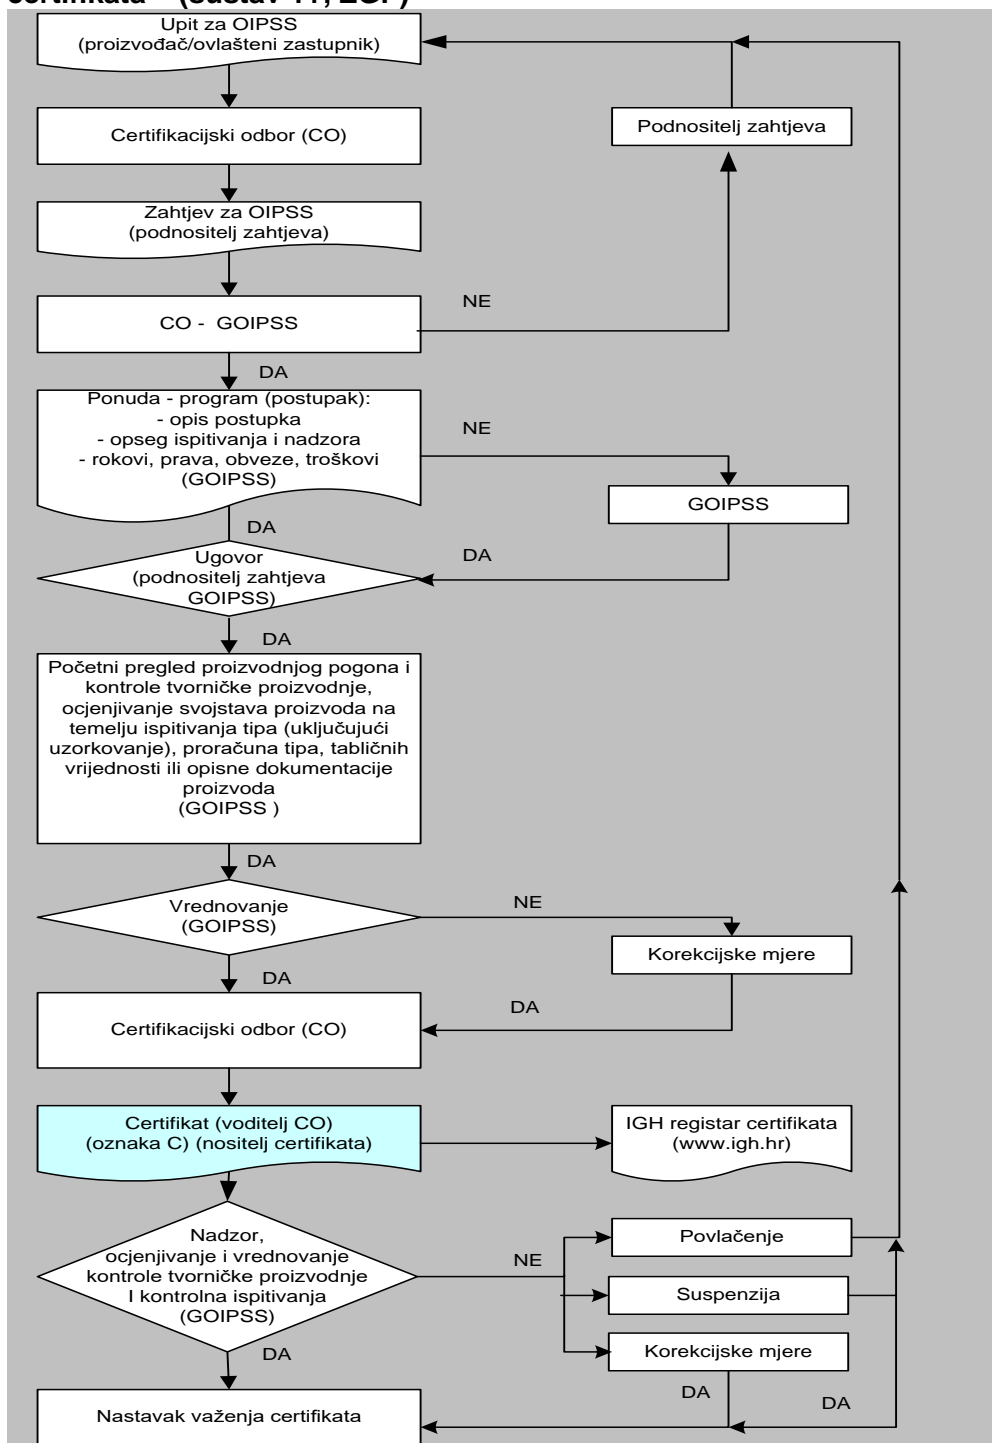 Upit za OIPSS
(proizvođač/ovlašteni zastupnik)
Certifikacijski odbor (CO)
Podnositelj zahtjeva
Zahtjev za OIPSS
(podnositelj zahtjeva)
NE
CO - GOIPSS
DA
Ponuda - program (postupak):
- opis postupka
- opseg ispitivanja i nadzora
- rokovi, prava, obveze, troškovi
(GOIPSS)
NE
GOIPSS
DA
Ugovor
(podnositelj zahtjeva
GOIPSS)
DA
DA
Početni pregled proizvodnjog pogona i
kontrole tvorničke proizvodnje,
ocjenjivanje svojstava proizvoda na
temelju ispitivanja tipa (uključujući
uzorkovanje), proračuna tipa, tabličnih
vrijednosti ili opisne dokumentacije
proizvoda
(GOIPSS )
DA
Vrednovanje
(GOIPSS)
NE
Korekcijske mjere
DA
DA
Certifikacijski odbor (CO)
Certifikat (voditelj CO)
(oznaka C) (nositelj certifikata)
IGH registar certifikata
(www.igh.hr)
Nadzor,
ocjenjivanje i vrednovanje
kontrole tvorničke proizvodnje
I kontrolna ispitivanja
(GOIPSS)
NE
Povlačenje
Suspenzija
Korekcijske mjere
DA
DA
DA
Nastavak važenja certifikata